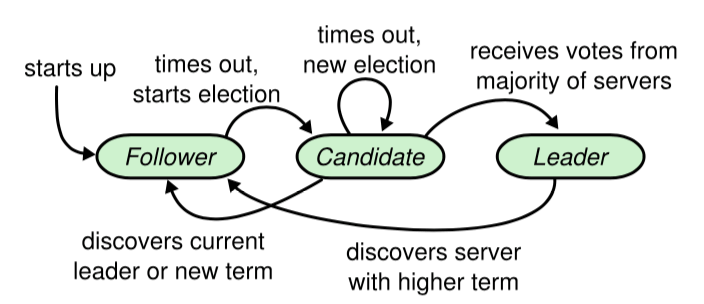 starts up
times out,
starts election
times out,
new election
receives votes from
majority of servers
Follower
Candidate
Leader
discovers current
leader or new term
discovers server
with higher term